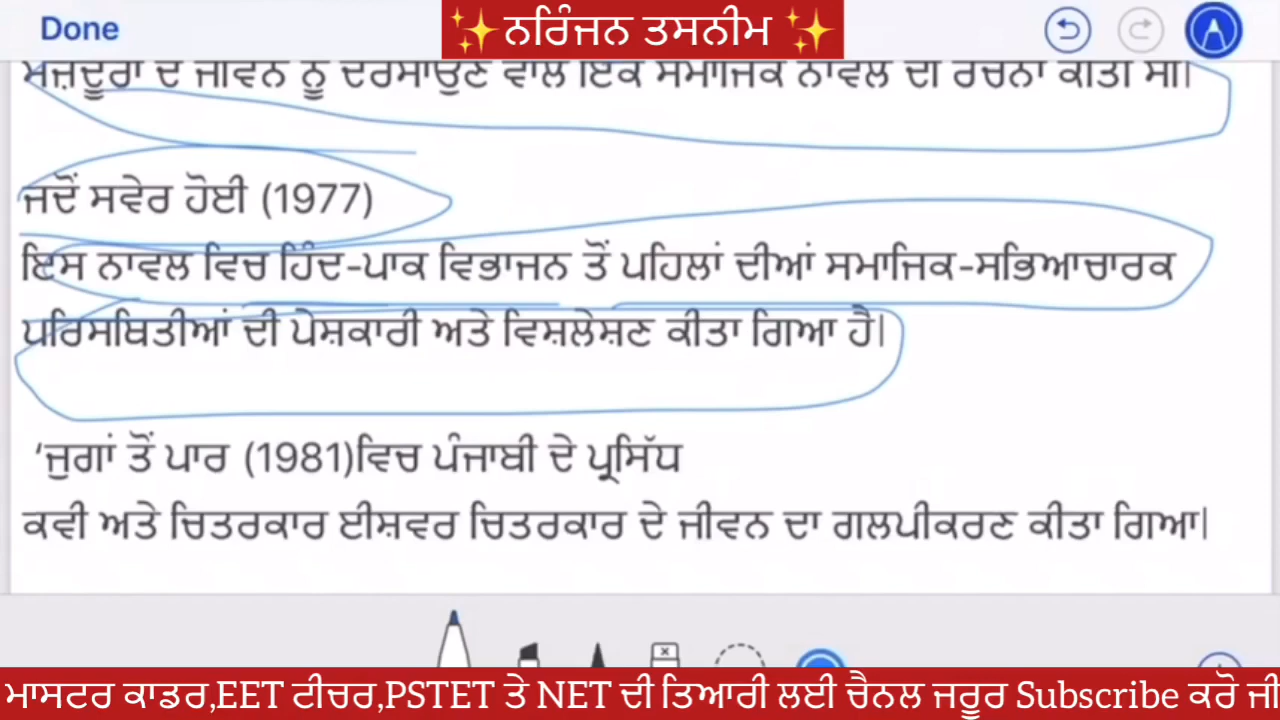 Done
✨ਨਰਿੰਜਨ ਤਸਨੀਮ ✨
ਮਜ਼ਦੂਰਾਂ ਦੇ ਜੀਵਨ ਨੂੰ ਦਰਸਾਉਣ ਵਾਲੇ ਇਕ ਸਮਾਜਿਕ ਨਾਵਲ ਦੀ ਰਚਨਾ ਕੀਤੀ ਸੀ।
ਜਦੋਂ ਸਵੇਰ ਹੋਈ (1977)
ਇਸ ਨਾਵਲ ਵਿਚ ਹਿੰਦ-ਪਾਕ ਵਿਭਾਜਨ ਤੋਂ ਪਹਿਲਾਂ ਦੀਆਂ ਸਮਾਜਿਕ-ਸਭਿਆਚਾਰਕ
ਪਰਿਸਥਿਤੀਆਂ ਦੀ ਪੇਸ਼ਕਾਰੀ ਅਤੇ ਵਿਸ਼ਲੇਸ਼ਣ ਕੀਤਾ ਗਿਆ ਹੈ।
‘ਜੁਗਾਂ ਤੋਂ ਪਾਰ (1981)ਵਿਚ ਪੰਜਾਬੀ ਦੇ ਪ੍ਰਸਿੱਧ
ਕਵੀ ਅਤੇ ਚਿਤਰਕਾਰ ਈਸ਼ਵਰ ਚਿਤਰਕਾਰ ਦੇ ਜੀਵਨ ਦਾ ਗਲਪੀਕਰਣ ਕੀਤਾ ਗਿਆ।
ਮਾਸਟਰ ਕਾਡਰ,EET ਟੀਚਰ,PSTET ਤੇ NET ਦੀ ਤਿਆਰੀ ਲਈ ਚੈਨਲ ਜਰੂਰ Subscribe ਕਰੋ ਜੀ